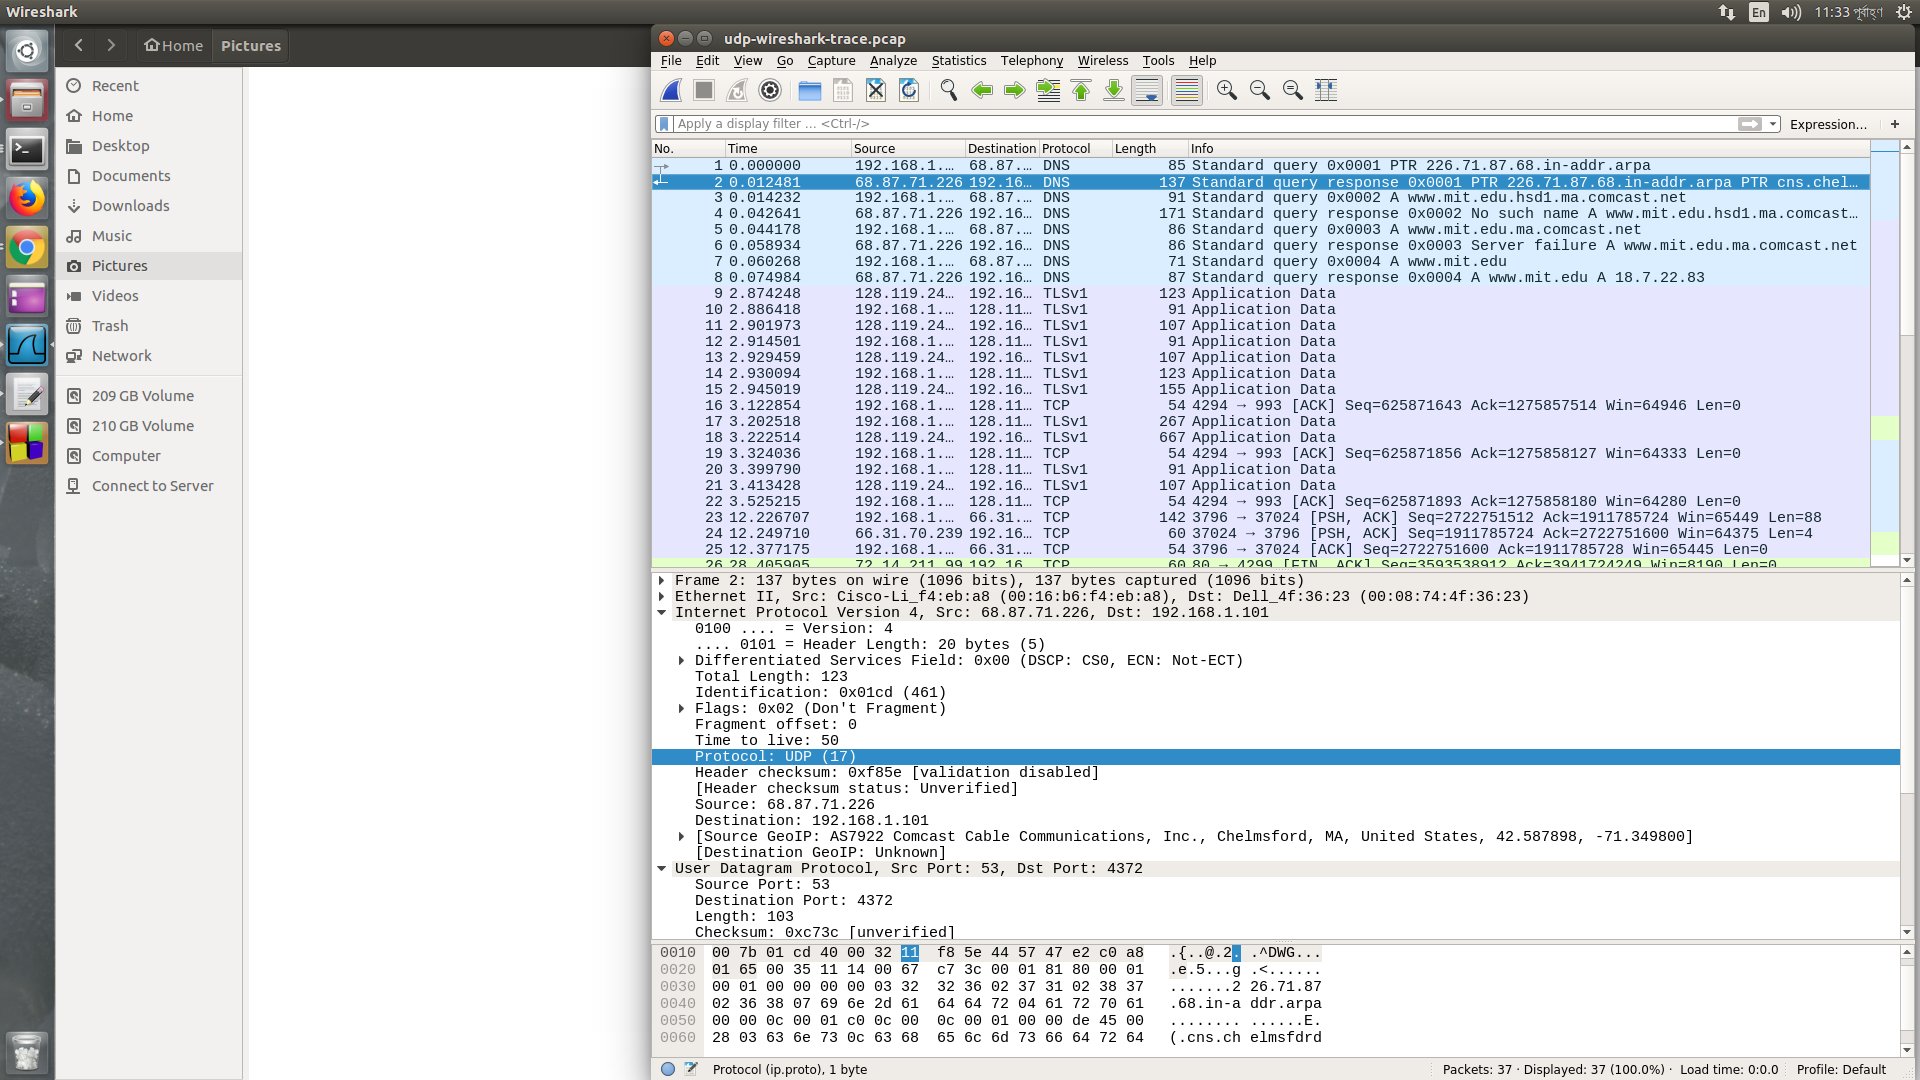 Wireshark
En
11:33 পূর্বাহ্ণ
Home
Pictures
Recent
Home
Desktop
Documents
Downloads
Music
Pictures
Videos
Trash
Network
209 GB Volume
210 GB Volume
Computer
Connect to Server
udp-wireshark-trace.pcap
File Edit View Go Capture Analyze Statistics Telephony Wireless Tools Help
Apply a display filter ... <Ctrl-/>
Expression... +
No. Time Source Destination Protocol Length Info
1 0.000000 192.168.1.… 68.87.… DNS 85 Standard query 0x0001 PTR 226.71.87.68.in-addr.arpa
2 0.012481 68.87.71.226 192.16… DNS 137 Standard query response 0x0001 PTR 226.71.87.68.in-addr.arpa PTR cns.chel…
3 0.014232 192.168.1.… 68.87.… DNS 91 Standard query 0x0002 A www.mit.edu.hsd1.ma.comcast.net
4 0.042641 68.87.71.226 192.16… DNS 171 Standard query response 0x0002 No such name A www.mit.edu.hsd1.ma.comcast…
5 0.044178 192.168.1.… 68.87.… DNS 86 Standard query 0x0003 A www.mit.edu.ma.comcast.net
6 0.058934 68.87.71.226 192.16… DNS 86 Standard query response 0x0003 Server failure A www.mit.edu.ma.comcast.net
7 0.060268 192.168.1.… 68.87.… DNS 71 Standard query 0x0004 A www.mit.edu
8 0.074984 68.87.71.226 192.16… DNS 87 Standard query response 0x0004 A www.mit.edu A 18.7.22.83
9 2.874248 128.119.24… 192.16… TLSv1 123 Application Data
10 2.886418 192.168.1.… 128.11… TLSv1 91 Application Data
11 2.901973 128.119.24… 192.16… TLSv1 107 Application Data
12 2.914501 192.168.1.… 128.11… TLSv1 91 Application Data
13 2.929459 128.119.24… 192.16… TLSv1 107 Application Data
14 2.930094 192.168.1.… 128.11… TLSv1 123 Application Data
15 2.945019 128.119.24… 192.16… TLSv1 155 Application Data
16 3.122854 192.168.1.… 128.11… TCP 54 4294 → 993 [ACK] Seq=625871643 Ack=1275857514 Win=64946 Len=0
17 3.202518 192.168.1.… 128.11… TLSv1 267 Application Data
18 3.222514 128.119.24… 192.16… TLSv1 667 Application Data
19 3.324036 192.168.1.… 128.11… TCP 54 4294 → 993 [ACK] Seq=625871856 Ack=1275858127 Win=64333 Len=0
20 3.399790 192.168.1.… 128.11… TLSv1 91 Application Data
21 3.413428 128.119.24… 192.16… TLSv1 107 Application Data
22 3.525215 192.168.1.… 128.11… TCP 54 4294 → 993 [ACK] Seq=625871893 Ack=1275858180 Win=64280 Len=0
23 12.226707 192.168.1.… 66.31.… TCP 142 3796 → 37024 [PSH, ACK] Seq=2722751512 Ack=1911785724 Win=65449 Len=88
24 12.249710 66.31.70.239 192.16… TCP 60 37024 → 3796 [PSH, ACK] Seq=1911785724 Ack=2722751600 Win=64375 Len=4
25 12.377175 192.168.1.… 66.31.… TCP 54 3796 → 37024 [ACK] Seq=2722751600 Ack=1911785728 Win=65445 Len=0
26 28.405905 72.14.211.99 192.16… TCP 60 80 → 4299 [FIN, ACK] Seq=3593538912 Ack=3941724249 Win=8190 Len=0
Frame 2: 137 bytes on wire (1096 bits), 137 bytes captured (1096 bits)
Ethernet II, Src: Cisco-Li_f4:eb:a8 (00:16:b6:f4:eb:a8), Dst: Dell_4f:36:23 (00:08:74:4f:36:23)
Internet Protocol Version 4, Src: 68.87.71.226, Dst: 192.168.1.101
0100 .... = Version: 4
.... 0101 = Header Length: 20 bytes (5)
Differentiated Services Field: 0x00 (DSCP: CS0, ECN: Not-ECT)
Total Length: 123
Identification: 0x01cd (461)
Flags: 0x02 (Don't Fragment)
Fragment offset: 0
Time to live: 50
Protocol: UDP (17)
Header checksum: 0xf85e [validation disabled]
[Header checksum status: Unverified]
Source: 68.87.71.226
Destination: 192.168.1.101
[Source GeoIP: AS7922 Comcast Cable Communications, Inc., Chelmsford, MA, United States, 42.587898, -71.349800]
[Destination GeoIP: Unknown]
User Datagram Protocol, Src Port: 53, Dst Port: 4372
Source Port: 53
Destination Port: 4372
Length: 103
Checksum: 0xc73c [unverified]
0010 00 7b 01 cd 40 00 32 11 f8 5e 44 57 47 e2 c0 a8 .{..@.2. .^DWG...
0020 01 65 00 35 11 14 00 67 c7 3c 00 01 81 80 00 01 .e.5...g .<......
0030 00 01 00 00 00 00 03 32 32 36 02 37 31 02 38 37 .......2 26.71.87
0040 02 36 38 07 69 6e 2d 61 64 64 72 04 61 72 70 61 .68.in-a ddr.arpa
0050 00 00 0c 00 01 c0 0c 00 0c 00 01 00 00 de 45 00 ........ ......E.
0060 28 03 63 6e 73 0c 63 68 65 6c 6d 73 66 64 72 64 (.cns.ch elmsfdrd
Protocol (ip.proto), 1 byte
Packets: 37 · Displayed: 37 (100.0%) · Load time: 0:0.0
Profile: Default